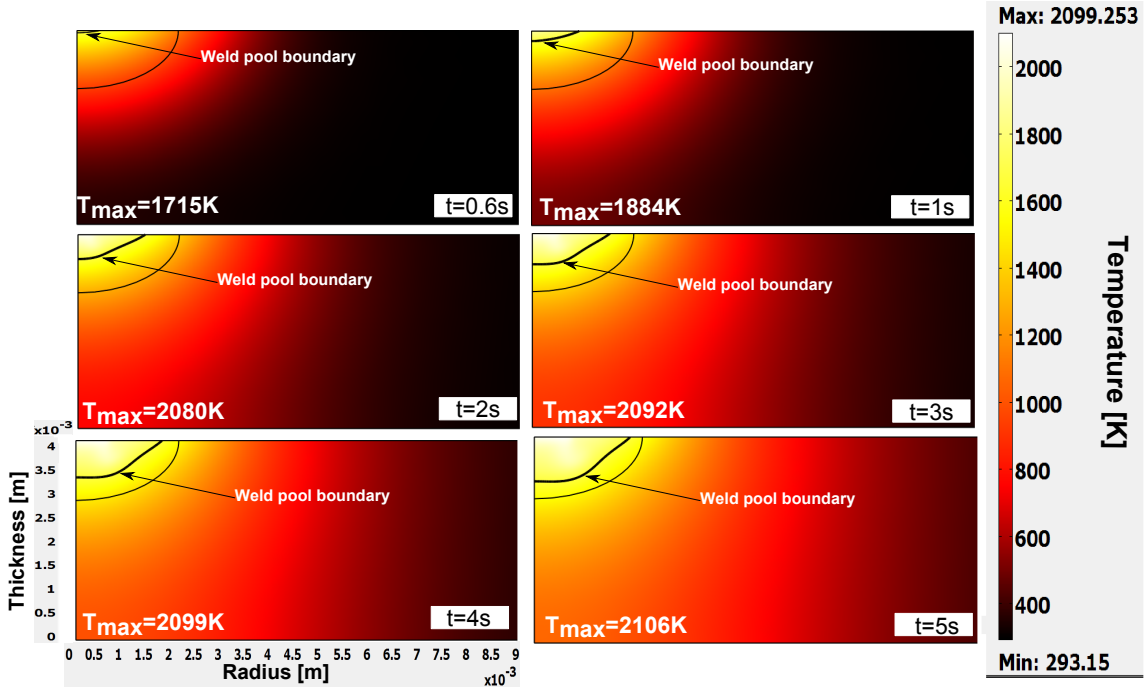 Max: 2099.253
Weld pool boundary
Weld pool boundary
Tmax=1715K
t=0.6s
Tmax=1884K
t=1s
Weld pool boundary
Weld pool boundary
Tmax=2080K
t=2s
Tmax=2092K
t=3s
x10-3
4
3.5
3
2.5
2
1.5
1
0.5
0
Thickness [m]
Weld pool boundary
Weld pool boundary
Tmax=2099K
t=4s
Tmax=2106K
t=5s
0 0.5 1 1.5 2 2.5 3 3.5 4 4.5 5 5.5 6 6.5 7 7.5 8 8.5 9
Radius [m]
x10-3
2000
1800
1600
1400
1200
1000
800
600
400
Temperature [K]
Min: 293.15